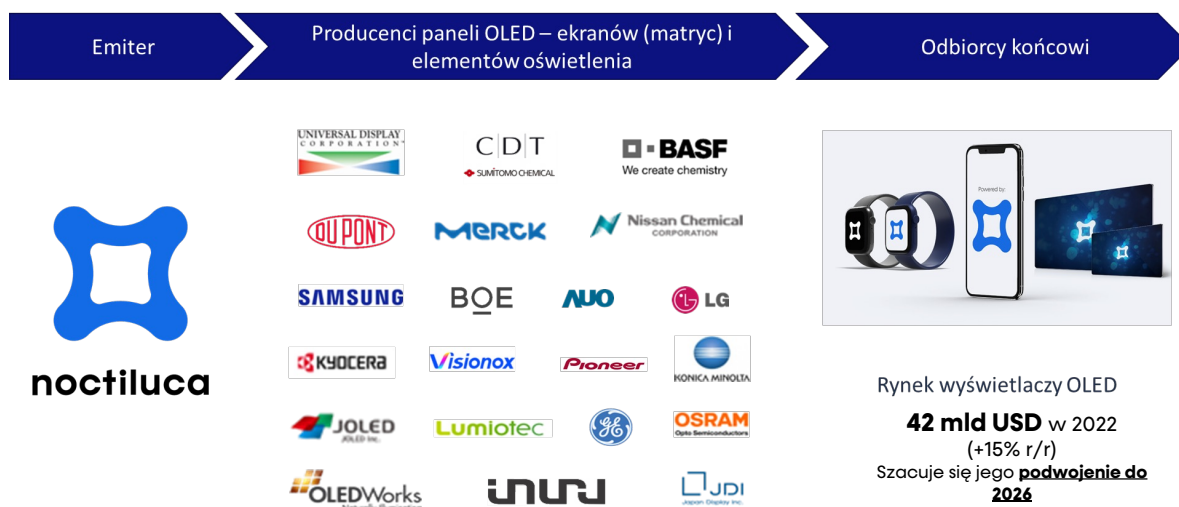 Emiter
Producenci paneli OLED – ekranów (matryc) i
elementów oświetlenia
Odbiorcy końcowi
UNIVERSAL DISPLAY
CORPORATION
C|D|T
SUMITOMO CHEMICAL
BASF
We create chemistry
DU PONT
MERCK
Nissan Chemical
CORPORATION
SAMSUNG
BOE
AUO
LG
KYOCERA
Visionox
Pioneer
KONICA MINOLTA
JOLED
JOLED Inc.
Lumiotec
GE
OSRAM
Opto Semiconductors
OLEDWorks
inuru
JDI
Japan Display Inc.
noctiluca
Powered by:
Rynek wyświetlaczy OLED
42 mld USD w 2022
(+15% r/r)
Szacuje się jego podwojenie do
2026